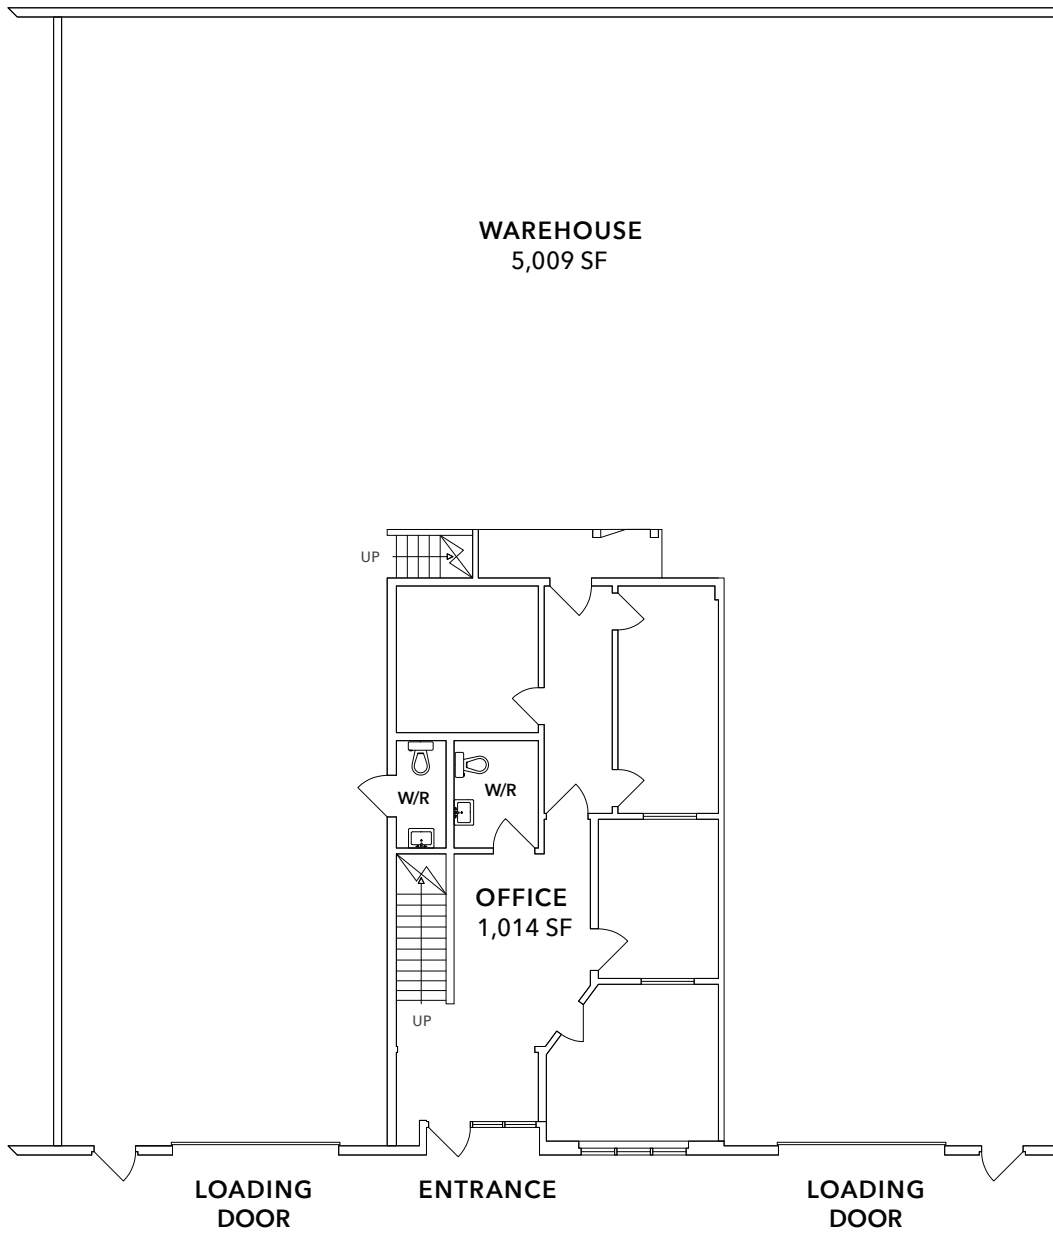 WAREHOUSE
5,009 SF
UP
W/R
W/R
OFFICE
1,014 SF
UP
LOADING
DOOR
ENTRANCE
LOADING
DOOR